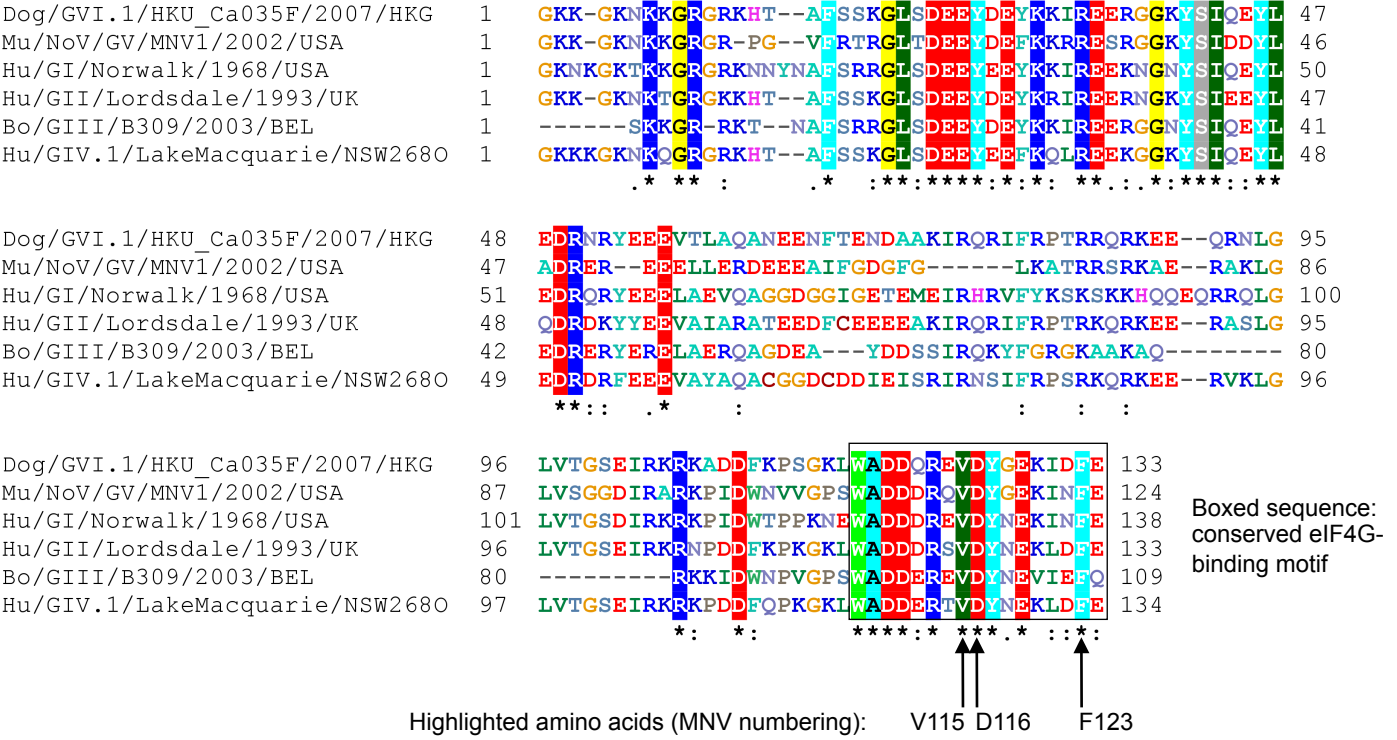 Dog/GVI.1/HKU_Ca035F/2007/HKG 1 GKK-GKNKKGRGRKHT--AFSSKGLSDEEYDEYKKIREERGGKYSIQEYL 47
Mu/NoV/GV/MNV1/2002/USA 1 GKK-GKNKKGRGR-PG--VFRTRGLTDEEYDEFKKRRESRGGKYSIDDYL 46
Hu/GI/Norwalk/1968/USA 1 GKNKGKTKKGRGRKNNYNAFSRRGLSDEEYEEYKKIREEKNGNYSIQEYL 50
Hu/GII/Lordsdale/1993/UK 1 GKK-GKNKTGRGKKHT--AFSSKGLSDEEYDEYKRIREERNGKYSIEEYL 47
Bo/GIII/B309/2003/BEL 1 ------SKKGR-RKT--NAFSRRGLSDEEYDEYKKIREERGGNYSIQEYL 41
Hu/GIV.1/LakeMacquarie/NSW268O 1 GKKKGKNKQGRGRKHT--AFSSKGLSDEEYEEFKQLREEKGGKYSIQEYL 48
.* ** : .* :**:****:*:*::**.:.*:***::**
Dog/GVI.1/HKU_Ca035F/2007/HKG 48 EDRNRYEEEVTLAQANEENFTENDAAKIRQRIFRPTRRQRKEE--QRNLG 95
Mu/NoV/GV/MNV1/2002/USA 47 ADRER--EEELLERDEEEAIFGDGFG------LKATRRSRKAE--RAKLG 86
Hu/GI/Norwalk/1968/USA 51 EDRQRYEEELAEVQAGGDGGIGETEMEIRHRVFYKSKSKKHQQEQRRQLG 100
Hu/GII/Lordsdale/1993/UK 48 QDRDKYYEEVAIARATEEDFCEEEEAKIRQRIFRPTRKQRKEE--RASLG 95
Bo/GIII/B309/2003/BEL 42 EDRERYERELAERQAGDEA---YDDSSIRQKYFGRGKAAKAQ-------- 80
Hu/GIV.1/LakeMacquarie/NSW268O 49 EDRDRFEEEVAYAQACGGDCDDIEISRIRNSIFRPSRKQRKEE--RVKLG 96
**:: .* : : : :
Dog/GVI.1/HKU_Ca035F/2007/HKG 96 LVTGSEIRKRKADDFKPSGKLWADDQREVDYGEKIDFE 133
Mu/NoV/GV/MNV1/2002/USA 87 LVSGGDIRARKPIDWNVVGPSWADDDRQVDYGEKINFE 124
Hu/GI/Norwalk/1968/USA 101 LVTGSDIRKRKPIDWTPPKNEWADDDREVDYNEKINFE 138
Hu/GII/Lordsdale/1993/UK 96 LVTGSEIRKRNPDDFKPKGKLWADDDRSVDYNEKLDFE 133
Bo/GIII/B309/2003/BEL 80 ---------RKKIDWNPVGPSWADDEREVDYNEVIEFQ 109
Hu/GIV.1/LakeMacquarie/NSW268O 97 LVTGSEIRKRKPDDFQPKGKLWADDERTVDYNEKLDFE 134
*: *: ****:* ***.* ::*:
Boxed sequence:
conserved eIF4G-
binding motif
Highlighted amino acids (MNV numbering): V115 D116 F123